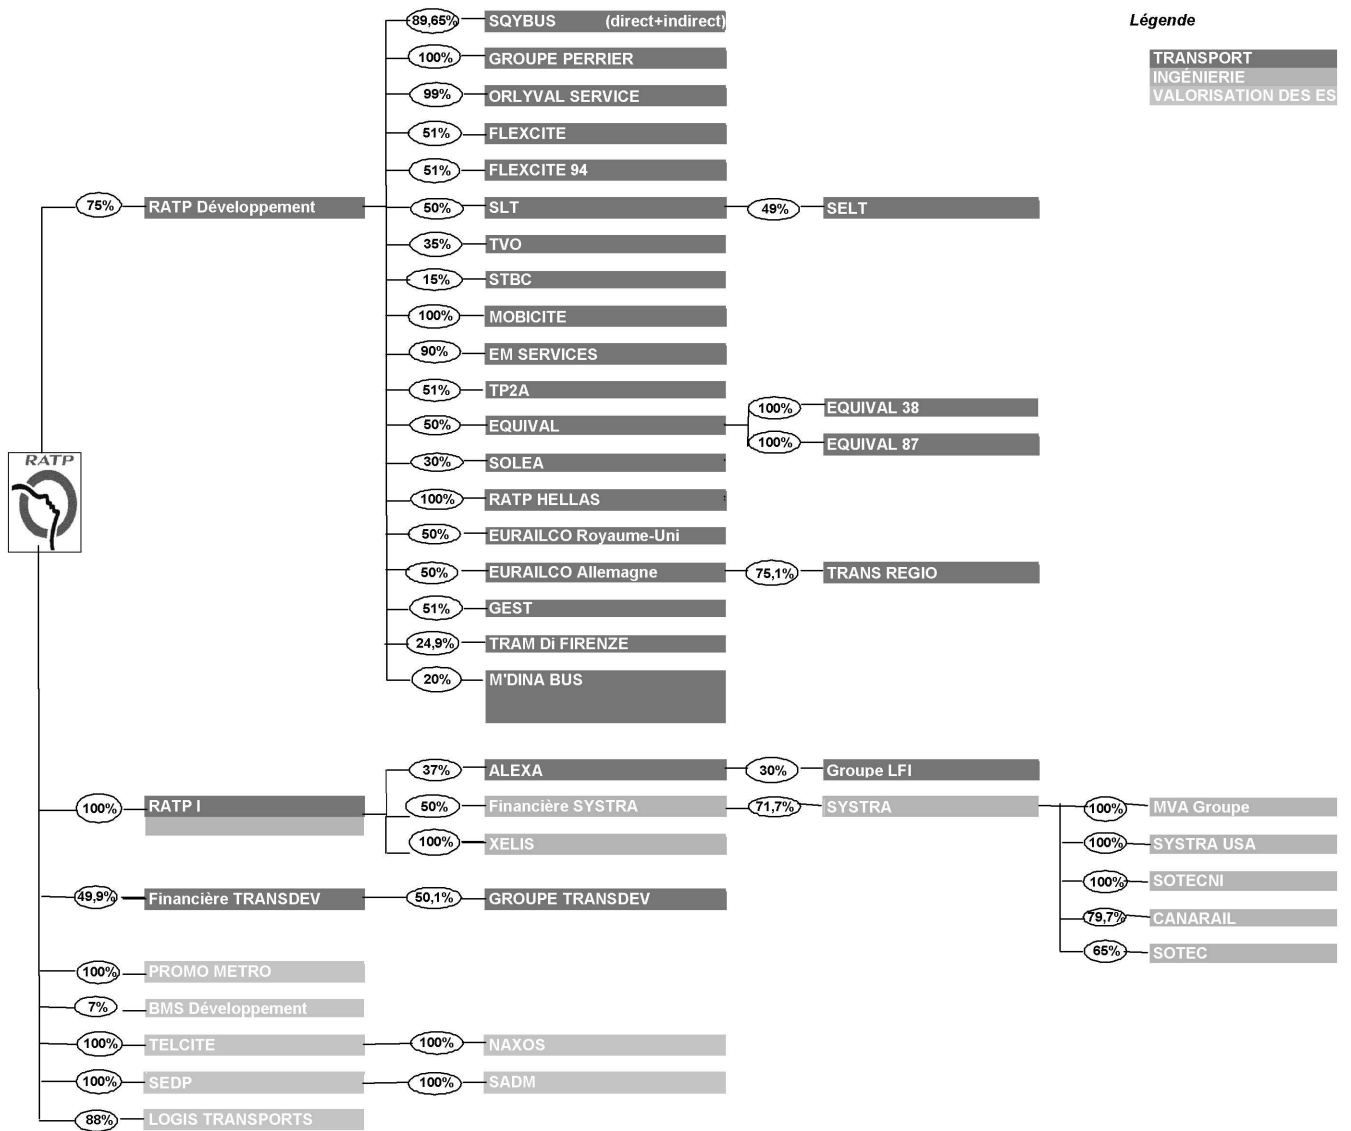 89,65% SQYBUS (direct+indirect)
Légende
100% GROUPE PERRIER
TRANSPORT
INGÉNIERIE
VALORISATION DES ES
99% ORLYVAL SERVICE
51% FLEXCITE
51% FLEXCITE 94
75% RATP Développement 50% SLT 49% SELT
35% TVO
15% STBC
100% MOBICITE
90% EM SERVICES
51% TP2A
100% EQUIVAL 38
50% EQUIVAL
100% EQUIVAL 87
RATP
30% SOLEA
100% RATP HELLAS
50% EURAILCO Royaume-Uni
50% EURAILCO Allemagne 75,1% TRANS REGIO
51% GEST
24,9% TRAM Di FIRENZE
20% M'DINA BUS
37% ALEXA 30% Groupe LFI
100% RATP I 50% Financière SYSTRA 71,7% SYSTRA 100% MVA Groupe
100% XELIS 100% SYSTRA USA
100% SOTECNI
49,9% Financière TRANSDEV 50,1% GROUPE TRANSDEV
79,7% CANARAIL
65% SOTEC
100% PROMO METRO
7% BMS Développement
100% TELCITE 100% NAXOS
100% SEDP 100% SADM
88% LOGIS TRANSPORTS